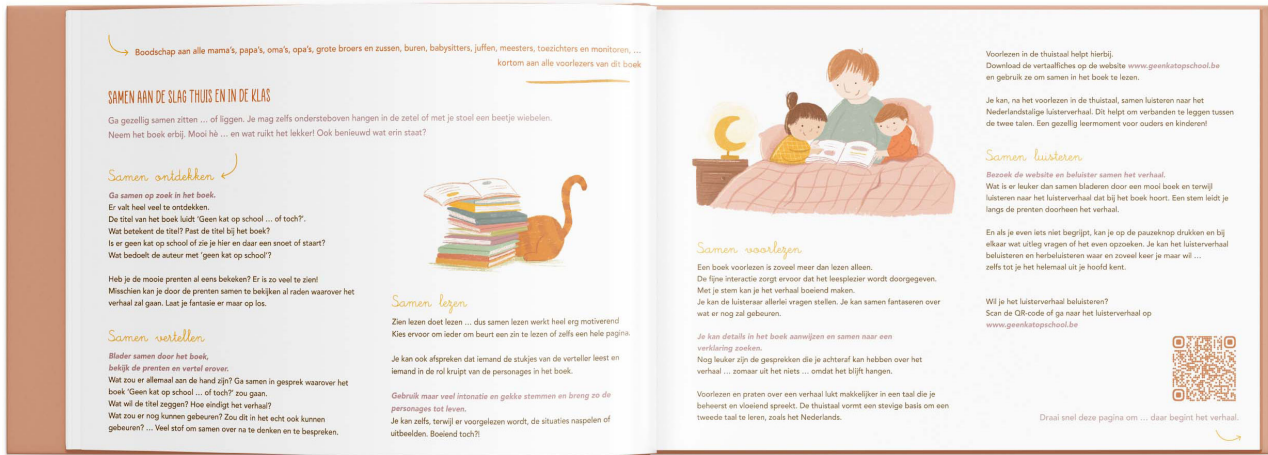 Boodschap aan alle mama's, papa's, oma's, opa's, grote broers en zussen, buren, babysitters, juffen, meesters, toezichters en monitoren, ...
kortom aan alle voorlezers van dit boek
SAMEN AAN DE SLAG THUIS EN IN DE KLAS
Ga gezellig samen zitten ... of liggen. Je mag zelfs ondersteboven hangen in de zetel of met je stoel een beetje wiebelen.
Neem het boek erbij. Mooi hè ... en wat ruikt het lekker! Ook benieuwd wat erin staat?
Samen ontdekken
Ga samen op zoek in het boek.
Er valt heel veel te ontdekken.
De titel van het boek luidt 'Geen kat op school ... of toch?'.
Wat betekent de titel? Past de titel bij het boek?
Is er geen kat op school of zie je hier en daar een snoet of staart?
Wat bedoelt de auteur met 'geen kat op school'?
Heb je de mooie prenten al eens bekeken? Er is zo veel te zien!
Misschien kan je door de prenten samen te bekijken al raden waarover het
verhaal zal gaan. Laat je fantasie er maar op los.
Samen vertellen
Blader samen door het boek,
bekijk de prenten en vertel erover.
Wat zou er allemaal aan de hand zijn? Ga samen in gesprek waarover het
boek 'Geen kat op school ... of toch?' zou gaan.
Wat wil de titel zeggen? Hoe eindigt het verhaal?
Wat zou er nog kunnen gebeuren? Zou dit in het echt ook kunnen
gebeuren? ... Veel stof om samen over na te denken en te bespreken.
Samen lezen
Zien lezen doet lezen ... dus samen lezen werkt heel erg motiverend
Kies ervoor om ieder om beurt een zin te lezen of zelfs een hele pagina.
Je kan ook afspreken dat iemand de stukjes van de verteller leest en
iemand in de rol kruipt van de personages in het boek.
Gebruik maar veel intonatie en gekke stemmen en breng zo de
personages tot leven.
Je kan zelfs, terwijl er voorgelezen wordt, de situaties naspelen of
uitbeelden. Boeiend toch?!
Samen voorlezen
Een boek voorlezen is zoveel meer dan lezen alleen.
De fijne interactie zorgt ervoor dat het leesplezier wordt doorgegeven.
Met je stem kan je het verhaal boeiend maken.
Je kan de luisteraar allerlei vragen stellen. Je kan samen fantaseren over
wat er nog zal gebeuren.
Je kan details in het boek aanwijzen en samen naar een
verklaring zoeken.
Nog leuker zijn de gesprekken die je achteraf kan hebben over het
verhaal ... zomaar uit het niets ... omdat het blijft hangen.
Voorlezen en praten over een verhaal lukt makkelijker in een taal die je
beheerst en vloeiend spreekt. De thuistaal vormt een stevige basis om een
tweede taal te leren, zoals het Nederlands.
Voorlezen in de thuistaal helpt hierbij.
Download de vertaalfiches op de website www.geenkatopschool.be
en gebruik ze om samen in het boek te lezen.
Je kan, na het voorlezen in de thuistaal, samen luisteren naar het
Nederlandstalige luisterverhaal. Dit helpt om verbanden te leggen tussen
de twee talen. Een gezellig leermoment voor ouders en kinderen!
Samen luisteren
Bezoek de website en beluister samen het verhaal.
Wat is er leuker dan samen bladeren door een mooi boek en terwijl
luisteren naar het luisterverhaal dat bij het boek hoort. Een stem leidt je
langs de prenten doorheen het verhaal.
En als je even iets niet begrijpt, kan je op de pauzeknop drukken en bij
elkaar wat uitleg vragen of het even opzoeken. Je kan het luisterverhaal
beluisteren en herbeluisteren waar en zoveel keer je maar wil ...
zelfs tot je het helemaal uit je hoofd kent.
Wil je het luisterverhaal beluisteren?
Scan de QR-code of ga naar het luisterverhaal op
www.geenkatopschool.be
Draai snel deze pagina om ... daar begint het verhaal.